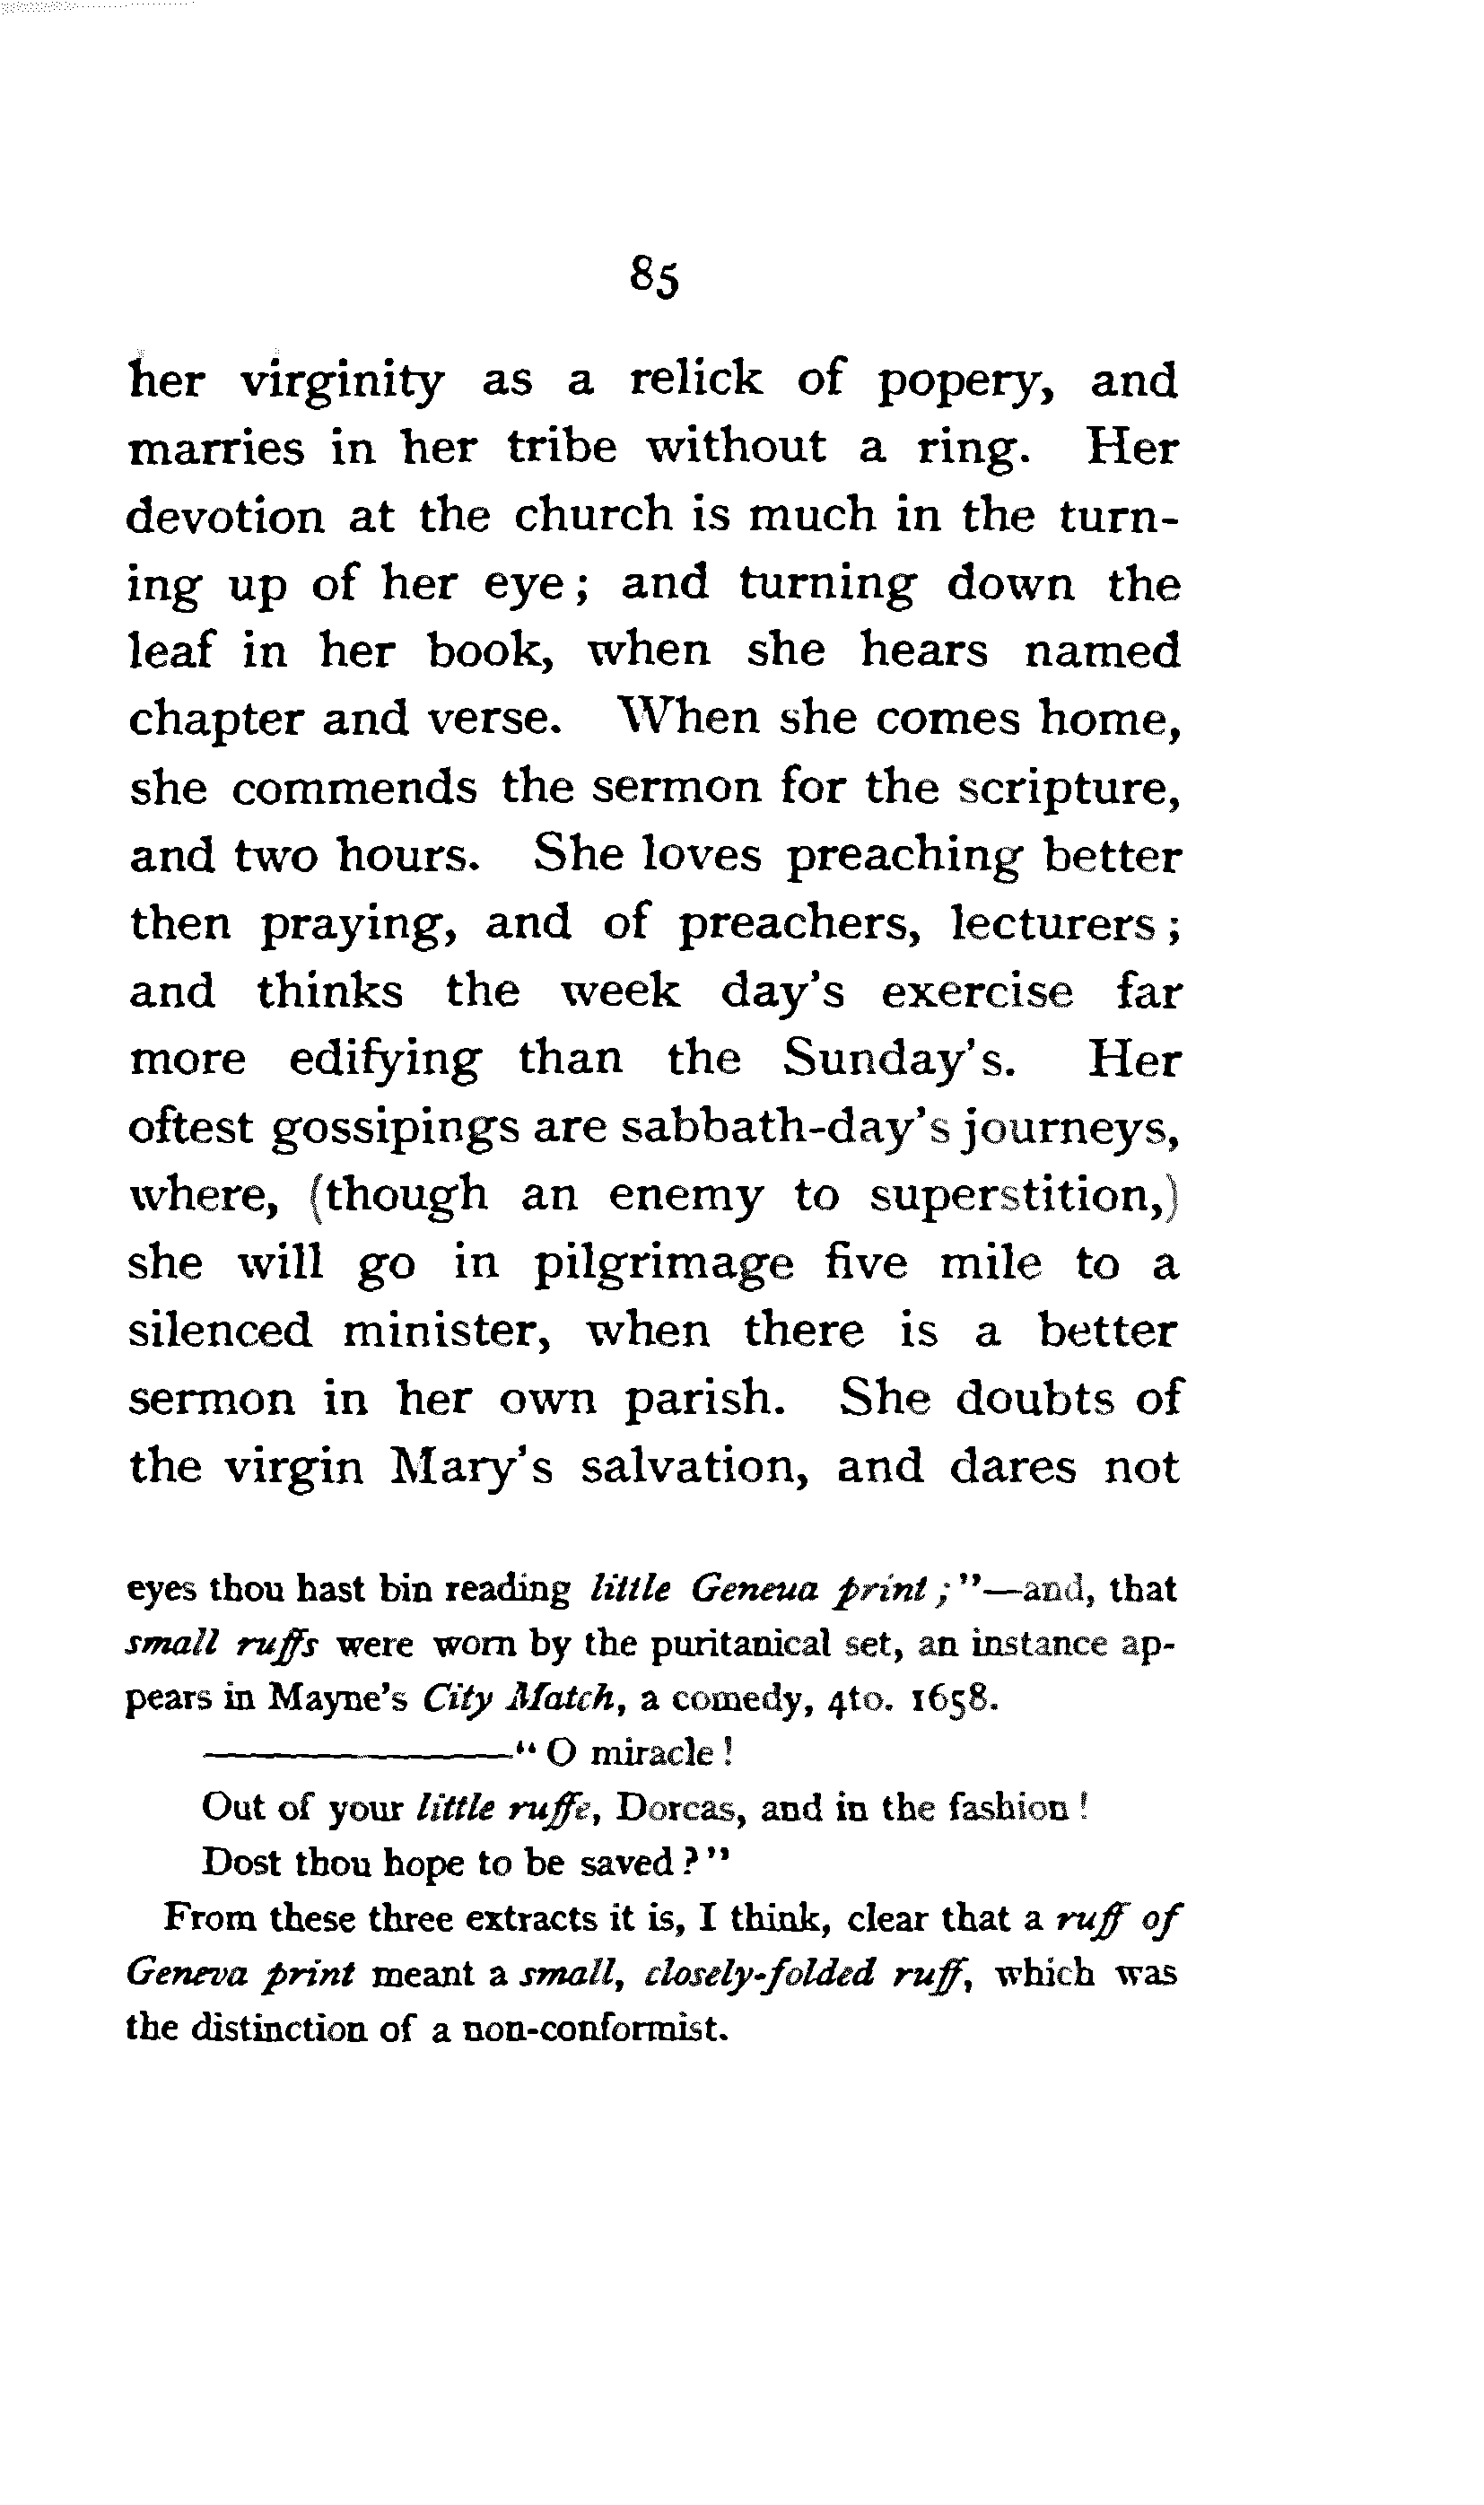 85
her virginity as a relick of popery, and
marries in her tribe without a ring. Her
devotion at the church is much in the turn-
ing up of her eye; and turning down the
leaf in her book, when she hears named
chapter and verse. When she comes home,
she commends the sermon for the scripture,
and two hours. She loves preaching better
then praying, and of preachers, lecturers;
and thinks the week day's exercise far
more edifying than the Sunday's. Her
oftest gossipings are sabbath-day's journeys,
where, (though an enemy to superstition,)
she will go in pilgrimage five mile to a
silenced minister, when there is a better
sermon in her own parish. She doubts of
the virgin Mary's salvation, and dares not
eyes thou hast bin reading little Geneua print;"—and, that
small ruffs were worn by the puritanical set, an instance ap-
pears in Mayne's City Match, a comedy, 4to. 1658.
————————"O miracle!
Out of your little ruffe, Dorcas, and in the fashion!
Dost thou hope to be saved?"
From these three extracts it is, I think, clear that a ruff of
Geneva print meant a small, closely-folded ruff, which was
the distinction of a non-conformist.